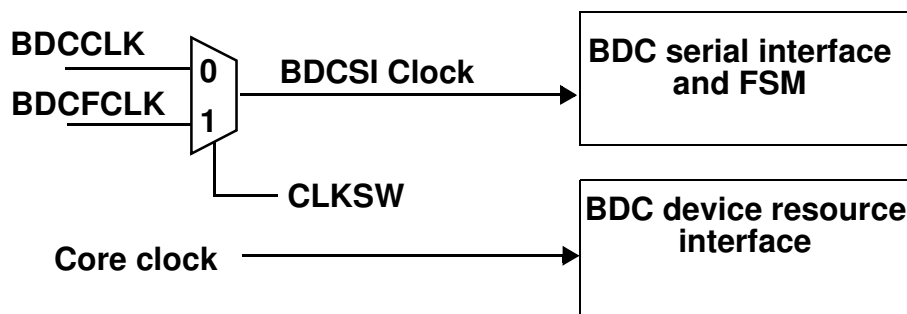 BDCCLK
0
BDCSI Clock
BDC serial interface
and FSM
BDCFCLK
1
CLKSW
BDC device resource
interface
Core clock